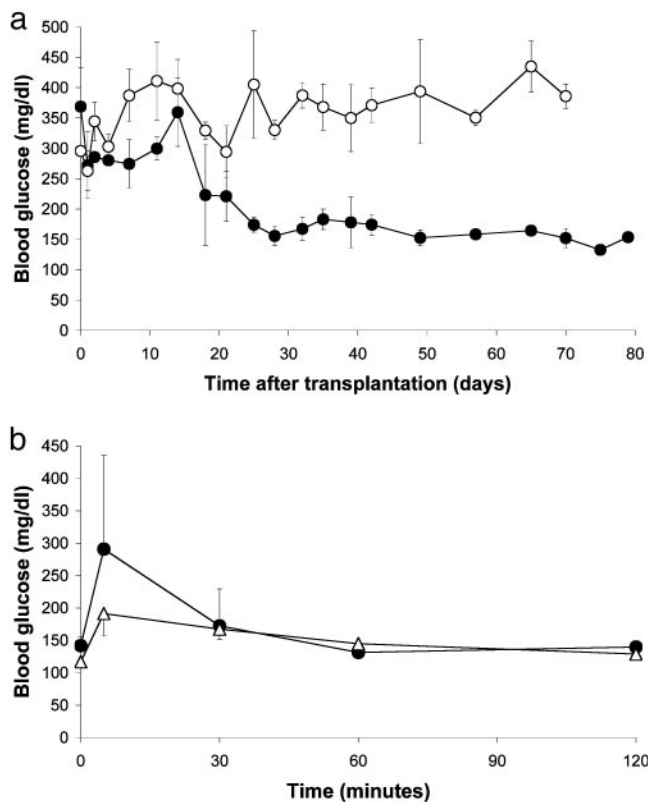 a
500
450
400
350
300
250
200
150
100
50
0
Blood glucose (mg/dl)
0 10 20 30 40 50 60 70 80
Time after transplantation (days)
b
450
400
350
300
250
200
150
100
50
0
Blood glucose (mg/dl)
0 30 60 90 120
Time (minutes)